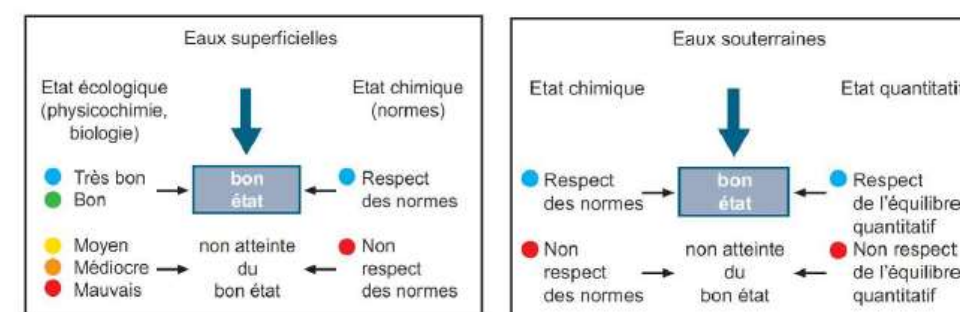 Eaux superficielles
Etat écologique
(physicochimie,
biologie)
Etat chimique
(normes)
Très bon
Bon
bon
état
Respect
des normes
Moyen
Médiocre
Mauvais
non atteinte
du
bon état
Non
respect
des normes
Eaux souterraines
Etat chimique
Etat quantitatif
Respect
des normes
bon
état
Respect
de l'équilibre
quantitatif
Non
respect
des normes
non atteinte
du
bon état
Non respect
de l'équilibre
quantitatif